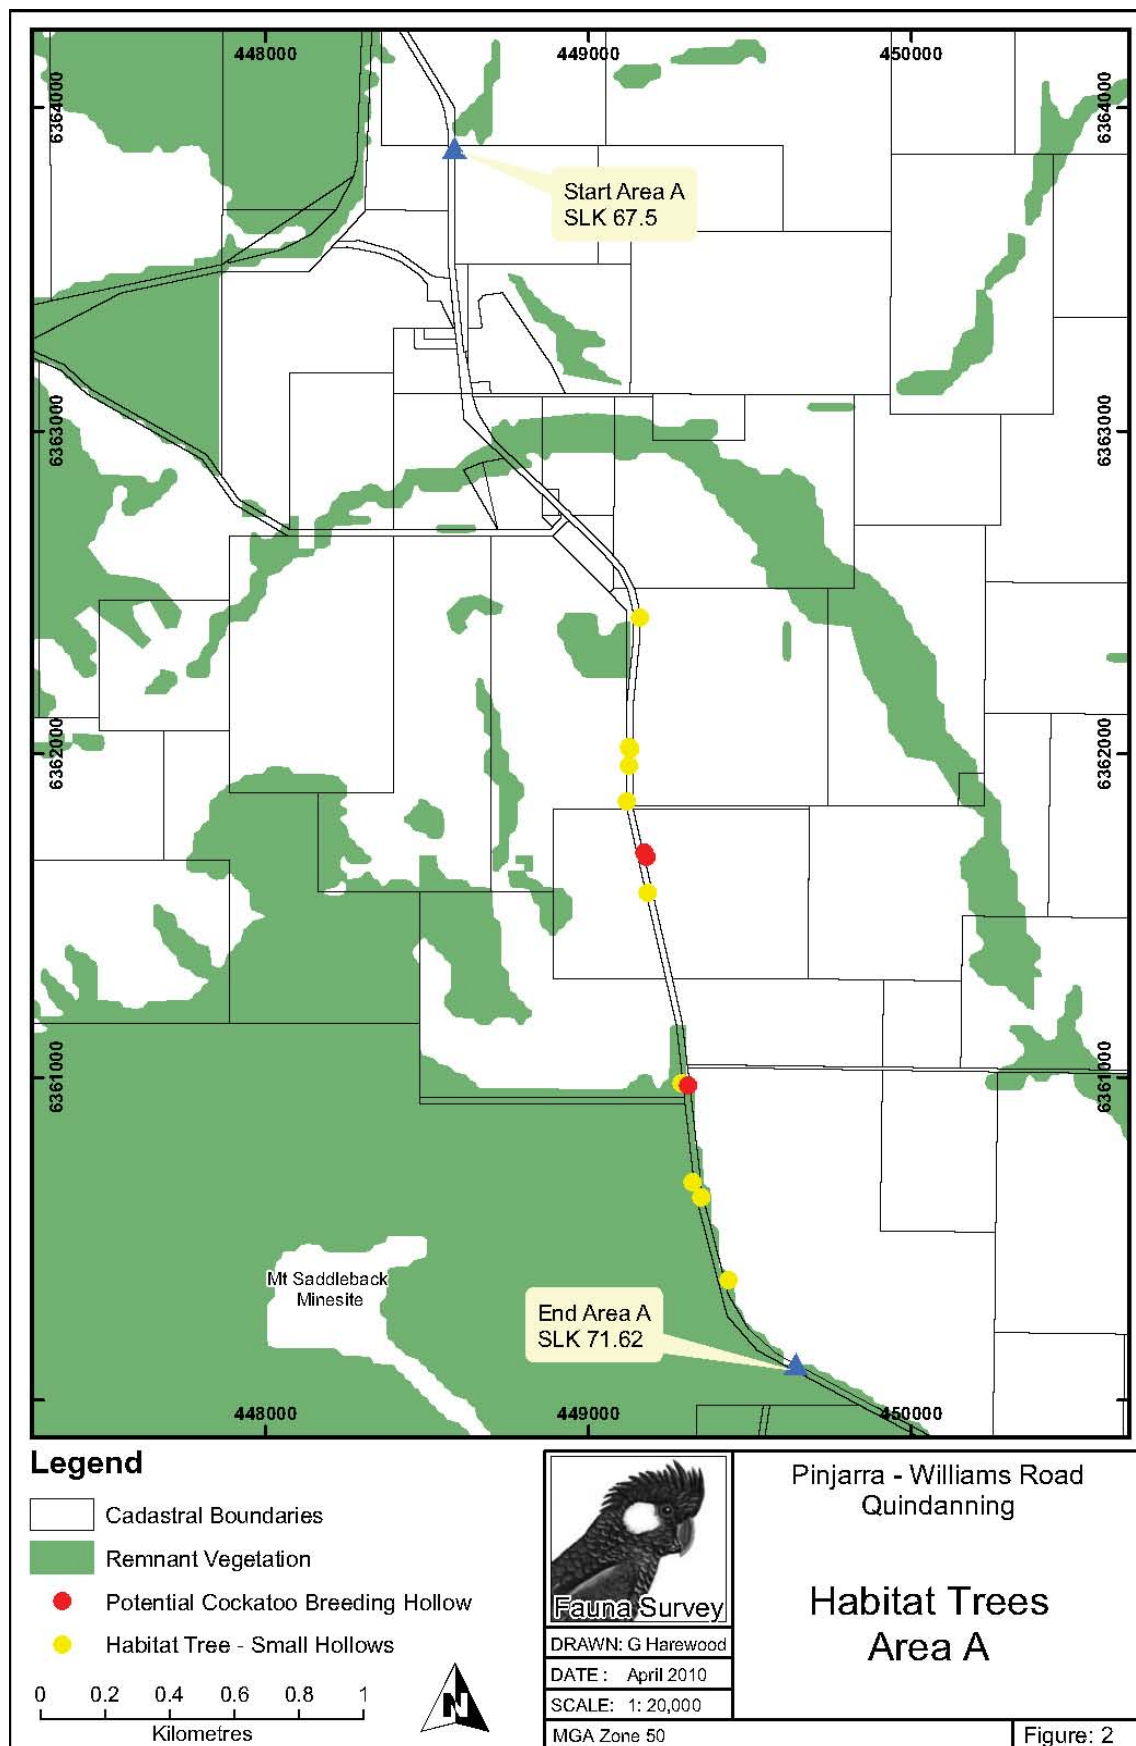 448000
449000
450000
6364000
6364000
Start Area A
SLK 67.5
6363000
6363000
6362000
6362000
6361000
6361000
Mt Saddleback
Minesite
End Area A
SLK 71.62
448000
449000
450000
Legend
Cadastral Boundaries
Remnant Vegetation
Potential Cockatoo Breeding Hollow
Habitat Tree - Small Hollows
0 0.2 0.4 0.6 0.8 1
Kilometres
N
Fauna Survey
DRAWN: G Harewood
DATE : April 2010
SCALE: 1: 20,000
MGA Zone 50
Pinjarra - Williams Road
Quindanning
Habitat Trees
Area A
Figure: 2